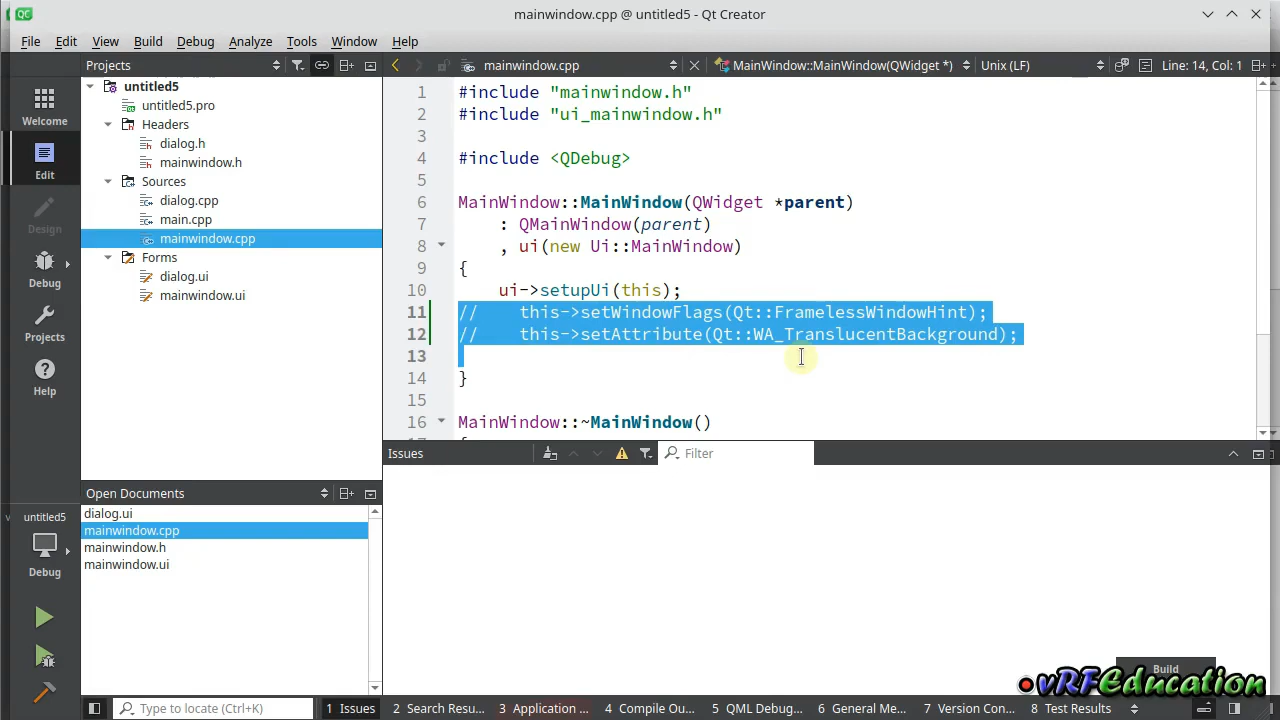 mainwindow.cpp @ untitled5 - Qt Creator
File Edit View Build Debug Analyze Tools Window Help
Projects
mainwindow.cpp
MainWindow::MainWindow(QWidget *)
Unix (LF)
Line: 14, Col: 1
Welcome
Edit
Design
Debug
Projects
Help
untitled5
untitled5.pro
Headers
dialog.h
mainwindow.h
Sources
dialog.cpp
main.cpp
mainwindow.cpp
Forms
dialog.ui
mainwindow.ui
1 #include "mainwindow.h"
2 #include "ui_mainwindow.h"
3
4 #include <QDebug>
5
6 MainWindow::MainWindow(QWidget *parent)
7 : QMainWindow(parent)
8 , ui(new Ui::MainWindow)
9 {
10 ui->setupUi(this);
11 // this->setWindowFlags(Qt::FramelessWindowHint);
12 // this->setAttribute(Qt::WA_TranslucentBackground);
13
14 }
15
16 MainWindow::~MainWindow()
Issues
Filter
Open Documents
dialog.ui
mainwindow.cpp
mainwindow.h
mainwindow.ui
untitled5
Debug
Build
vRFEducation
Type to locate (Ctrl+K)
1 Issues
2 Search Resu...
3 Application ...
4 Compile Ou...
5 QML Debug...
6 General Me...
7 Version Con...
8 Test Results